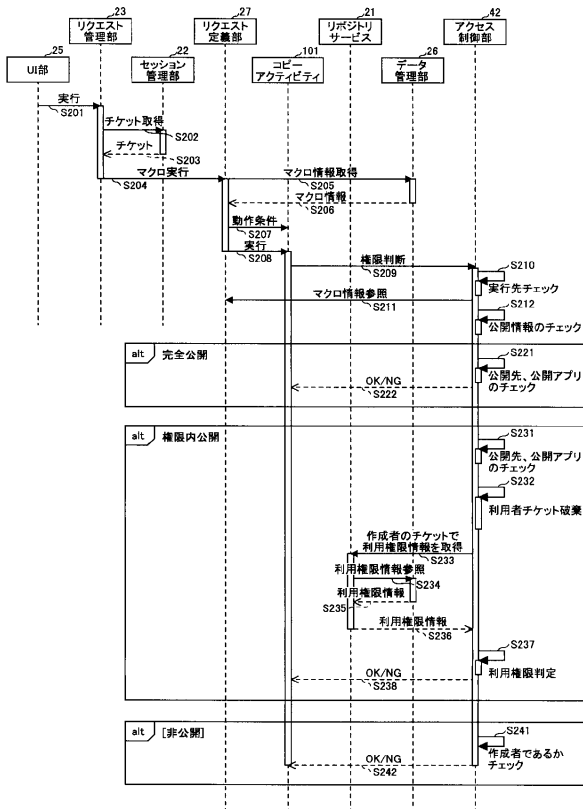 23
27
21
42
リクエスト
管理部
リクエスト
定義部
リポジトリ
サービス
アクセス
制御部
25
22
101
26
UI部
セッション
管理部
コピー
アクティビティ
データ
管理部
実行
S201
チケット取得
S202
チケット
S203
マクロ実行
S204
マクロ情報取得
S205
マクロ情報
S206
動作条件
S207
実行
S208
権限判断
S209
S210
実行先チェック
マクロ情報参照
S211
S212
公開情報のチェック
alt 完全公開
S221
公開先、公開アプリ
のチェック
OK/NG
S222
alt 権限内公開
S231
公開先、公開アプリ
のチェック
S232
利用者チケット破棄
作成者のチケットで
利用権限情報を取得
S233
利用権限情報参照
S234
利用権限情報
S235
利用権限情報
S236
S237
利用権限判定
OK/NG
S238
alt [非公開]
S241
作成者であるか
チェック
OK/NG
S242